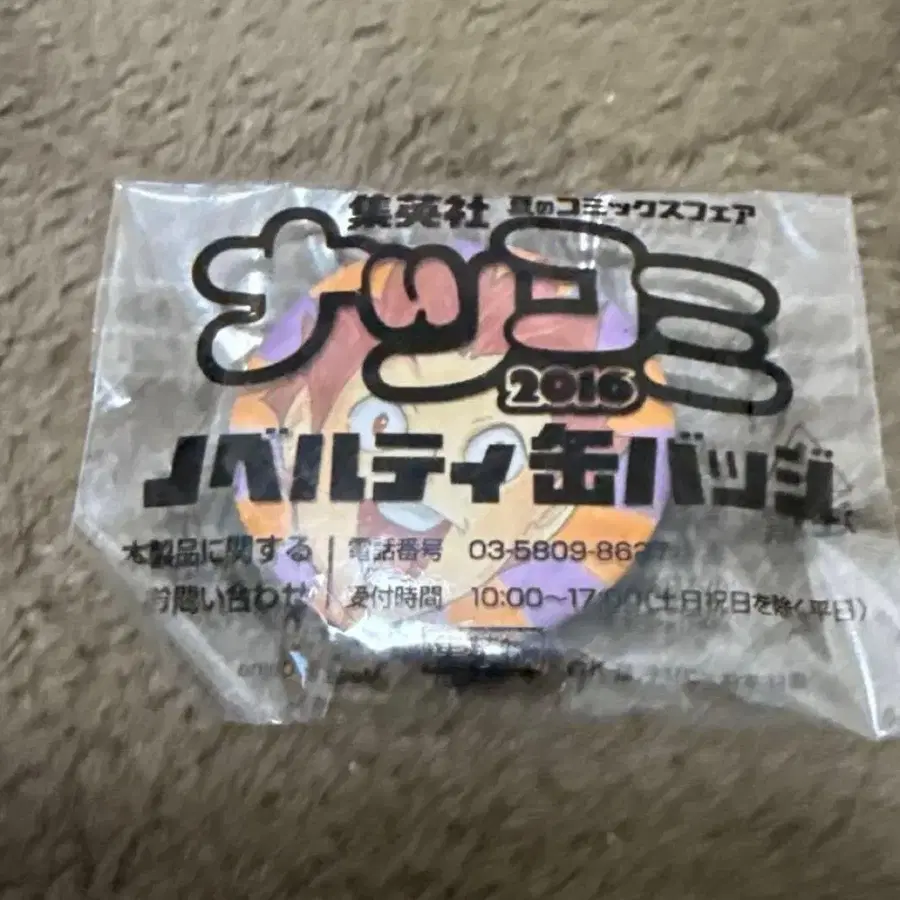 集英社 夏のコミックスフェア
ナツコミ
2016
ノベルティ缶バッジ
本製品に関する 電話番号 03-5809-86
お問い合わせ 受付時間 10:00〜17:00(土日祝日を除く平日)